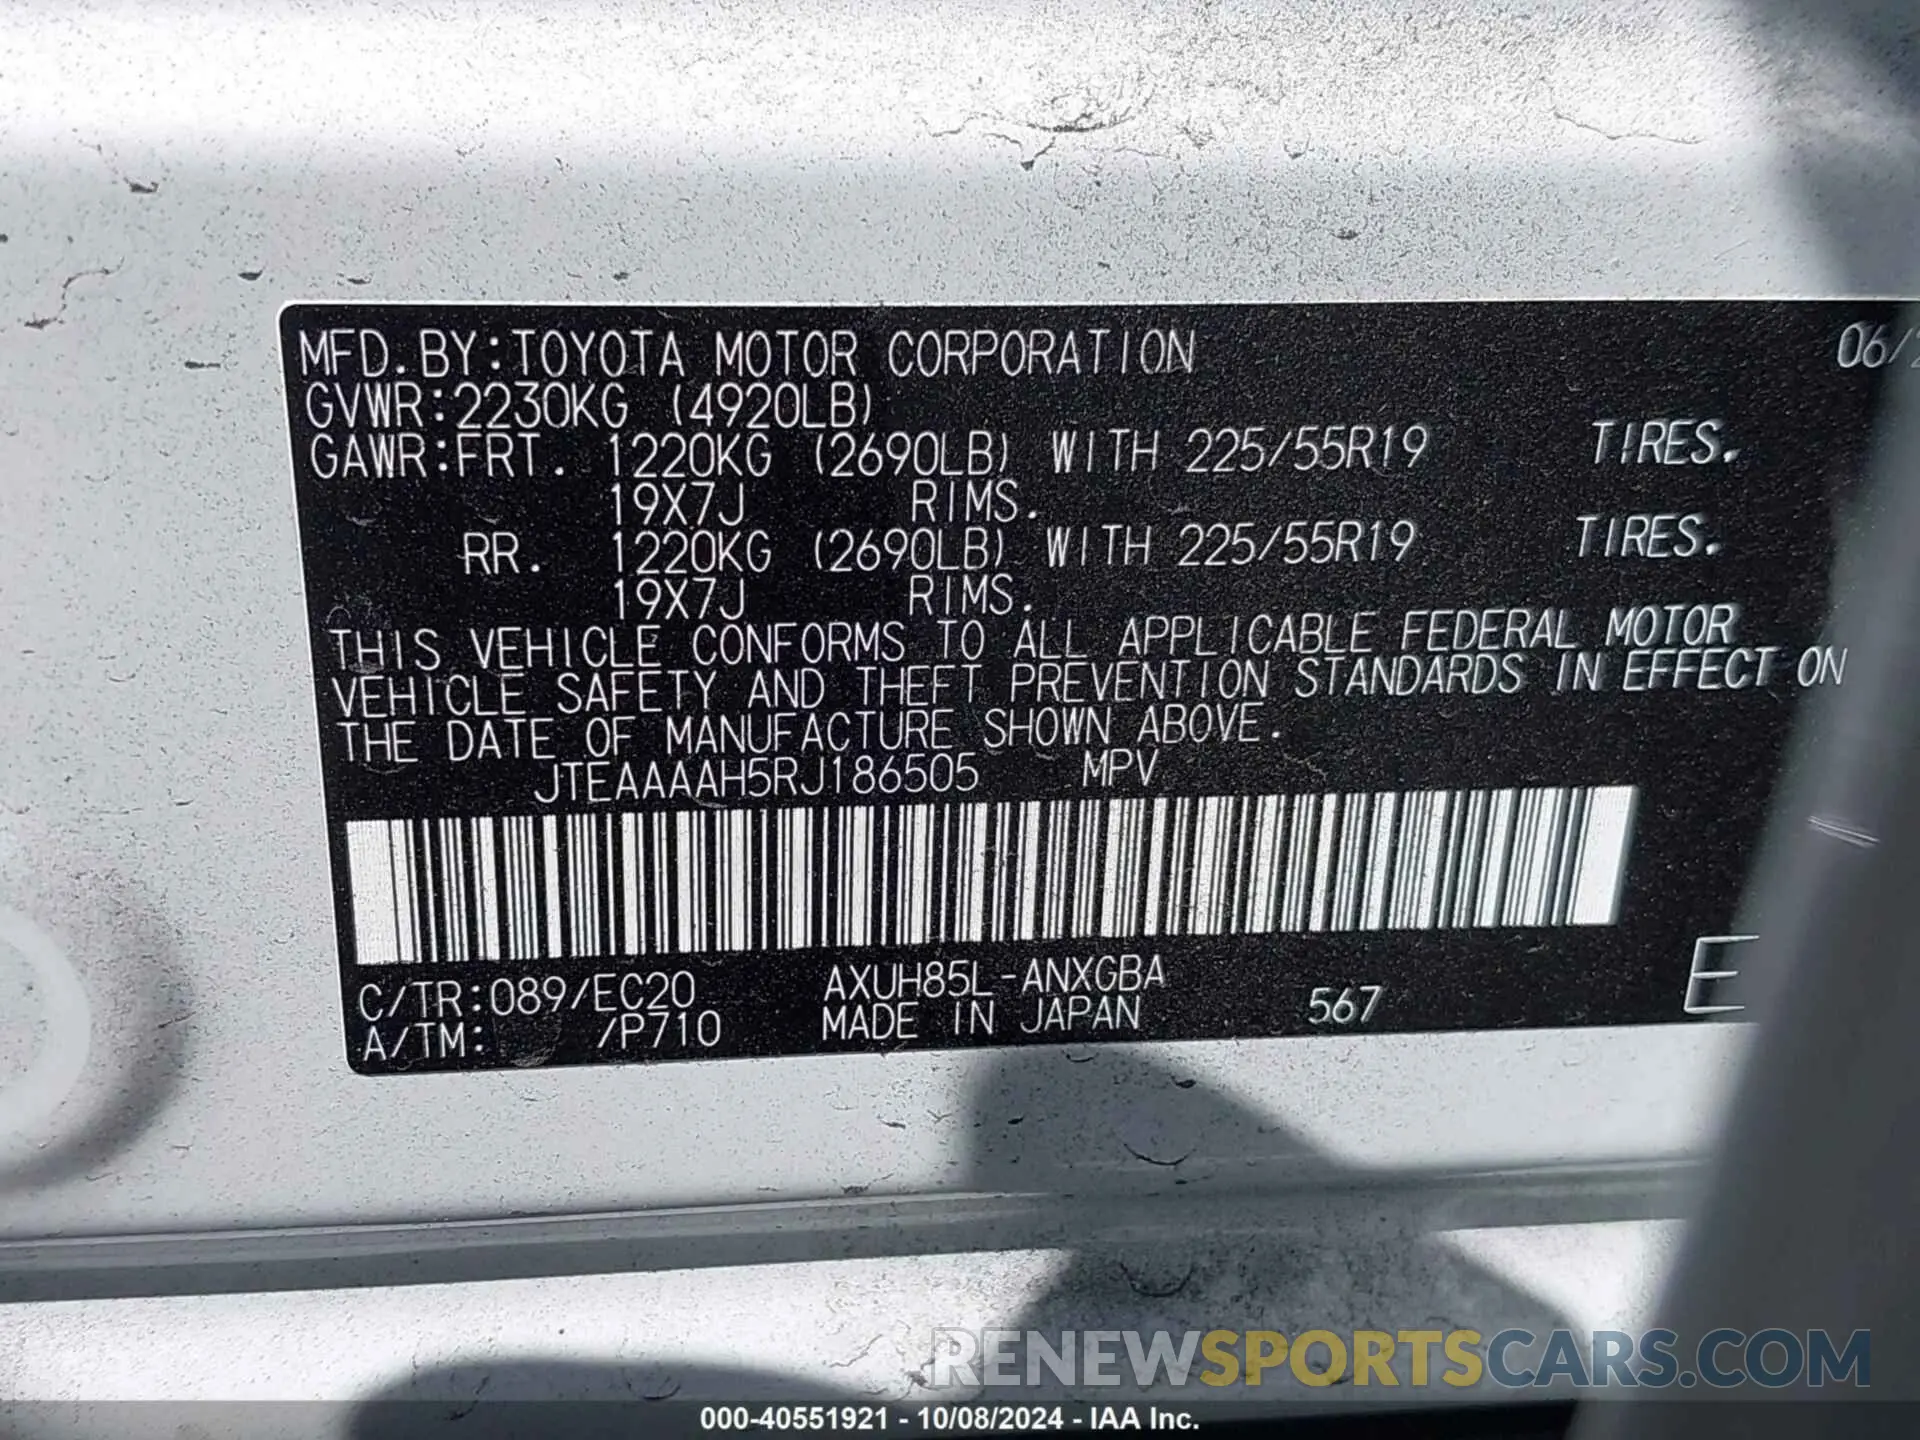 MFD.BY:TOYOTA MOTOR CORPORATION 06/
GVWR:2230KG (4920LB)
GAWR:FRT. 1220KG (2690LB) WITH 225/55R19 TIRES.
19X7J RIMS.
RR. 1220KG (2690LB) WITH 225/55R19 TIRES.
19X7J RIMS.
THIS VEHICLE CONFORMS TO ALL APPLICABLE FEDERAL MOTOR
VEHICLE SAFETY AND THEFT PREVENTION STANDARDS IN EFFECT ON
THE DATE OF MANUFACTURE SHOWN ABOVE.
JTEAAAAH5RJ186505 MPV
C/TR:089/EC20 AXUH85L-ANXGBA
A/TM: /P710 MADE IN JAPAN 567 E
RENEWSPORTSCARS.COM
000-40551921 - 10/08/2024 - IAA Inc.